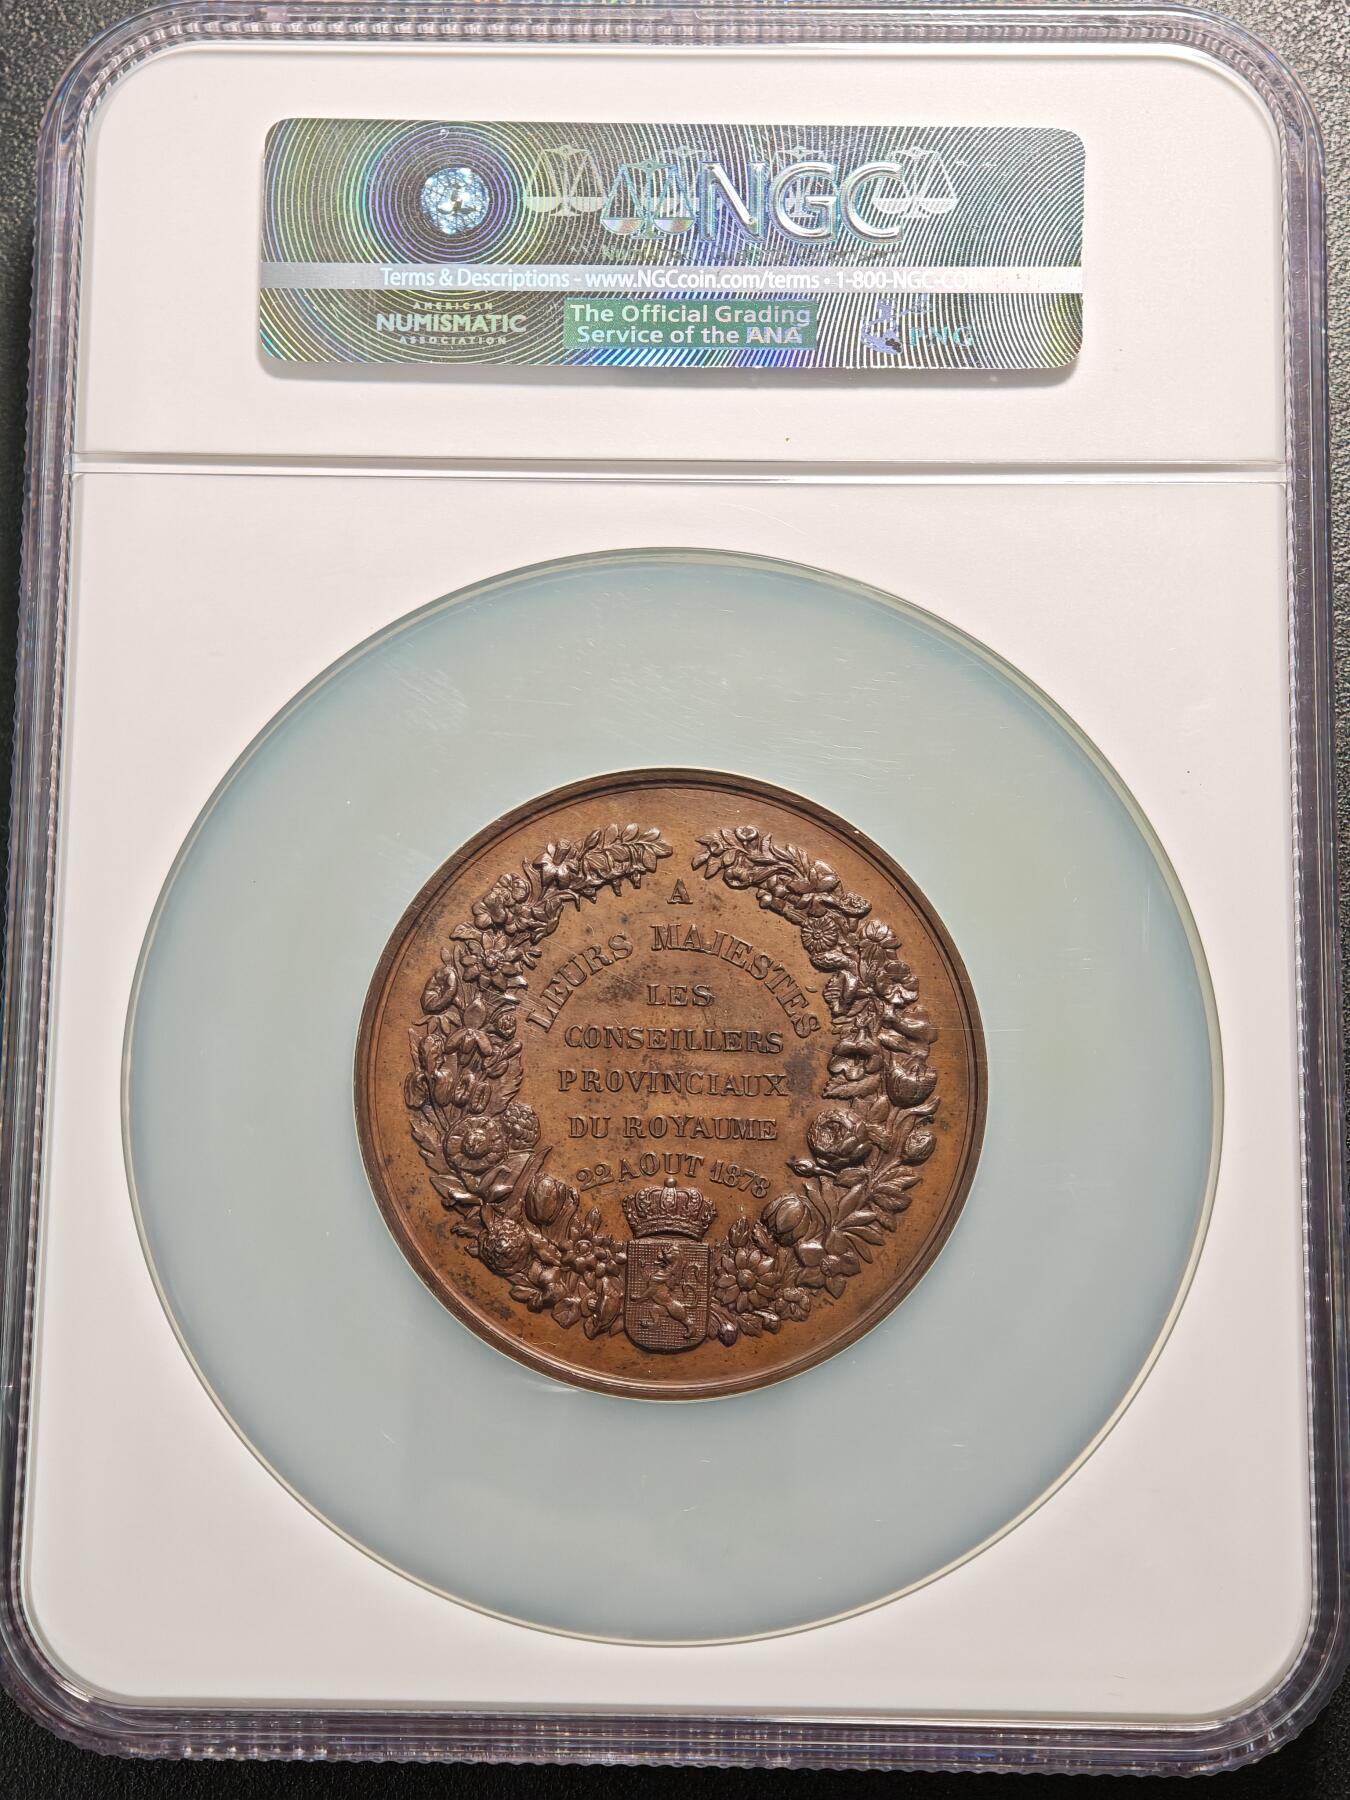 NGC
Terms & Descriptions - www.NGCcoin.com/terms • 1-800-NGC-COIN
AMERICAN
NUMISMATIC
ASSOCIATION
The Official Grading
Service of the ANA
PNG
A
LEURS MAJESTÉS
LES
CONSEILLERS
PROVINCIAUX
DU ROYAUME
22 AOUT 1878